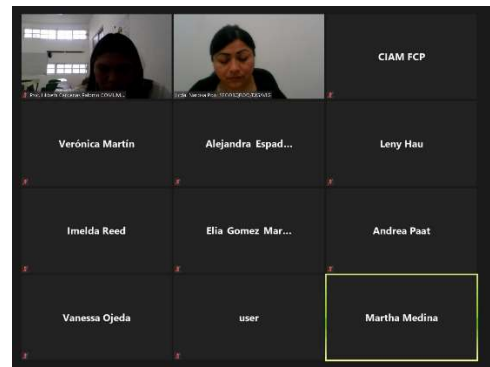 CIAM FCP
Verónica Martín
Alejandra Espad...
Leny Hau
Imelda Reed
Elia Gomez Mar...
Andrea Paat
Vanessa Ojeda
user
Martha Medina